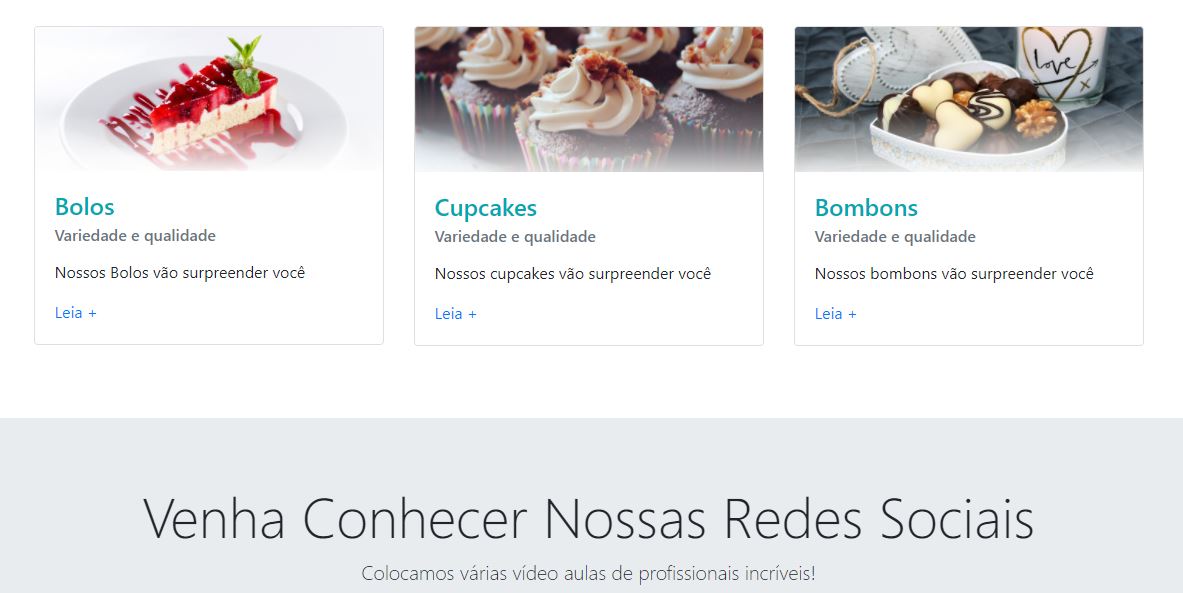 love
x
Bolos
Variedade e qualidade
Nossos Bolos vão surpreender você
Leia +
Cupcakes
Variedade e qualidade
Nossos cupcakes vão surpreender você
Leia +
Bombons
Variedade e qualidade
Nossos bombons vão surpreender você
Leia +
Venha Conhecer Nossas Redes Sociais
Colocamos várias vídeo aulas de profissionais incríveis!